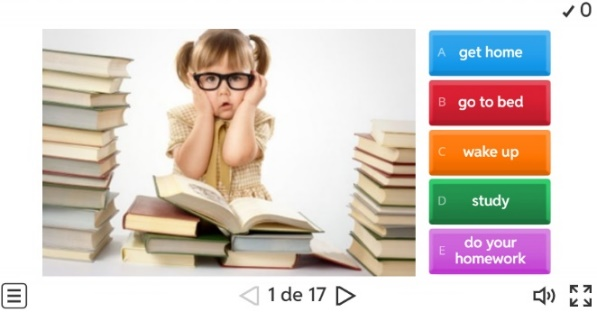 ✓ 0
A get home
B go to bed
C wake up
D study
E do your
homework
1 de 17